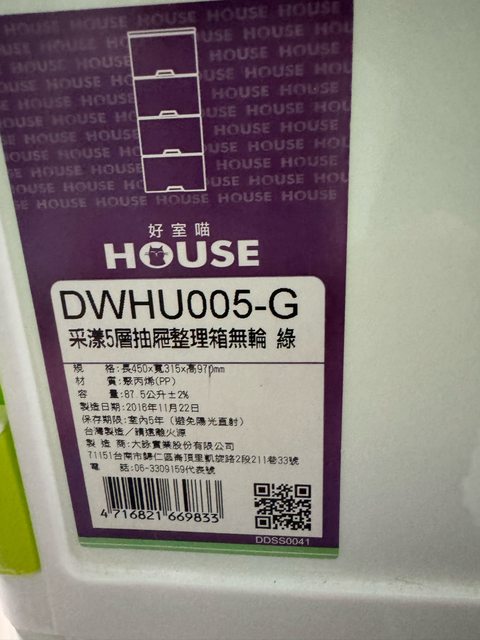 好室喵
HOUSE
DWHU005-G
采漾5層抽屜整理箱無輪 綠
規 格:長450x寬315x高970mm
材 質:聚丙烯(PP)
容 量:87.5公升±2%
製造日期:2016年11月22日
保存期限:室內5年(避免陽光直射)
台灣製造/請遠離火源
製 造 商:大詠實業股份有限公司
71151台南市歸仁區崙頂里凱旋路2段211巷33號
電 話:06-3309159代表號
4 716821 669833
DDSS0041